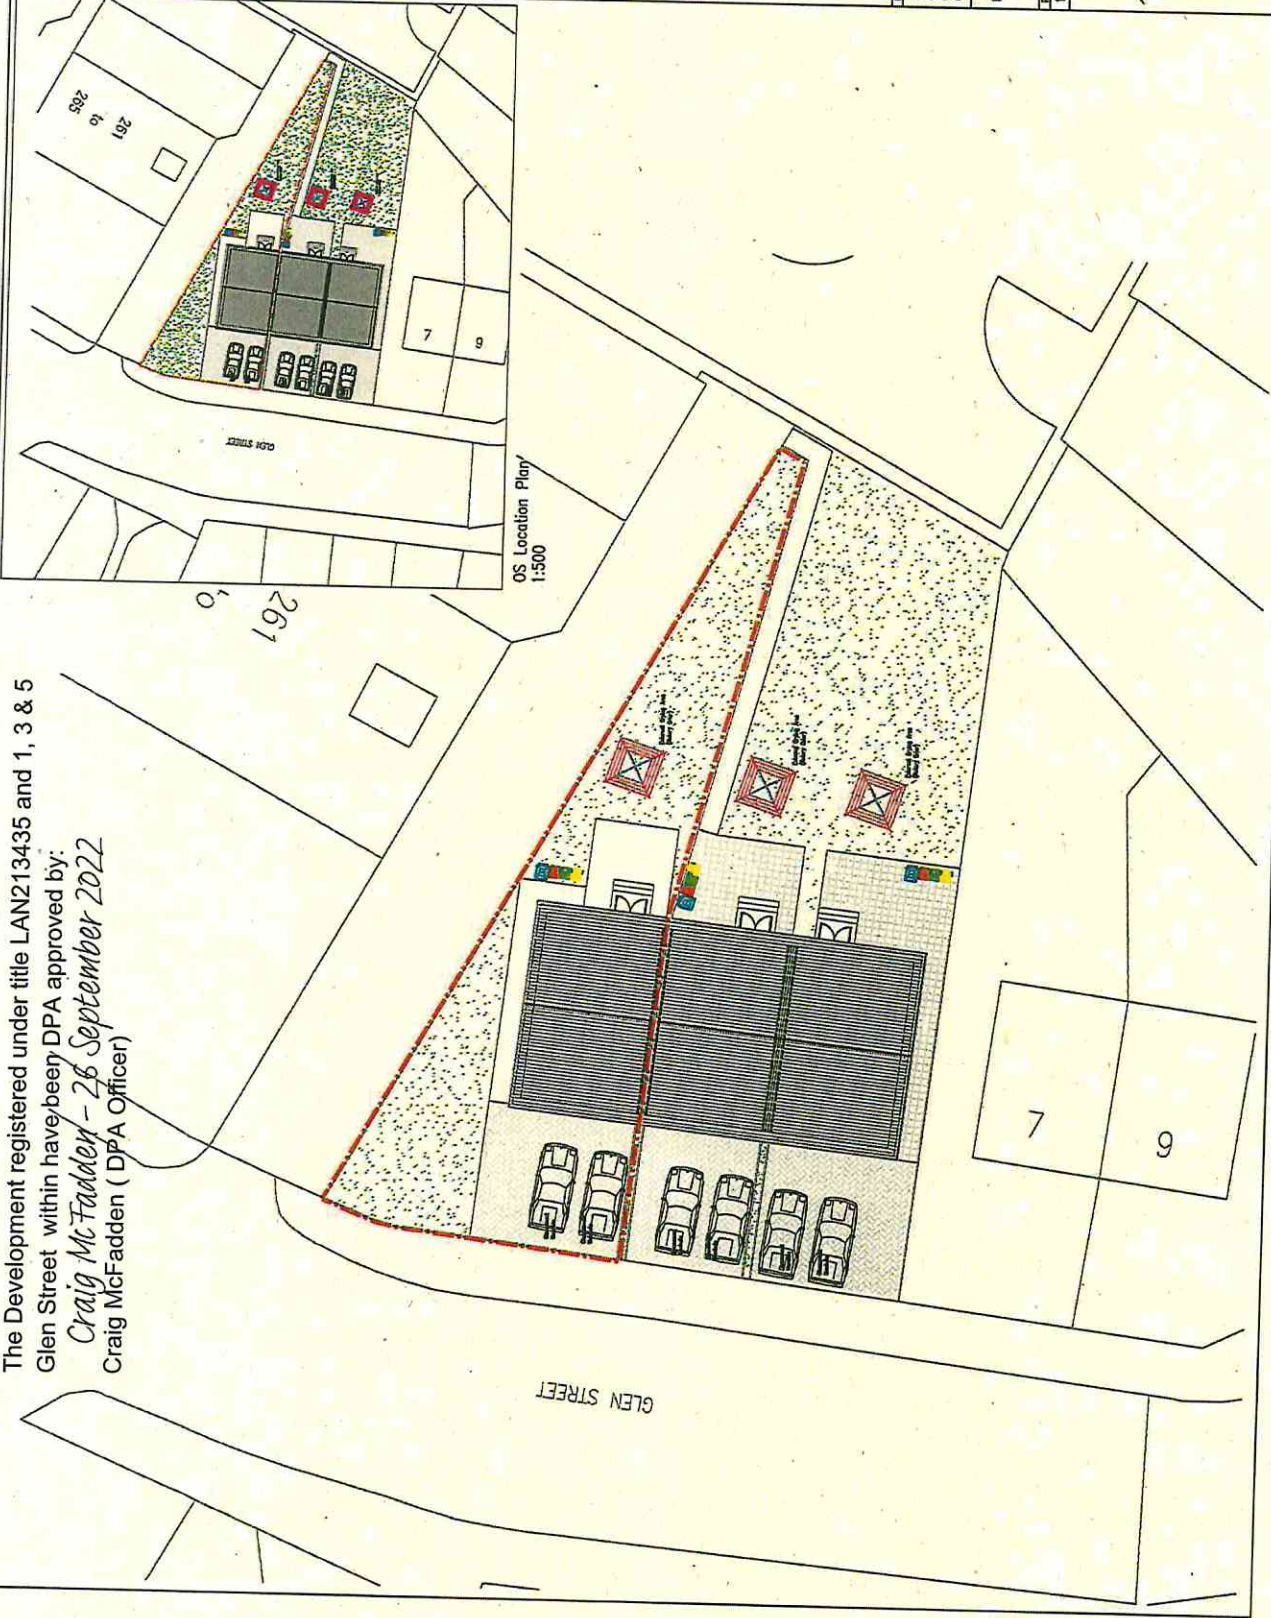 The Development registered under title LAN213435 and 1, 3 & 5
Glen Street within have been DPA approved by:
Craig McFadden - 26 September 2022
Craig McFadden ( DPA Officer)
261
to
265
7
9
GLEN STREET
OS Location Plan
1:500
261
to
7
9
GLEN STREET